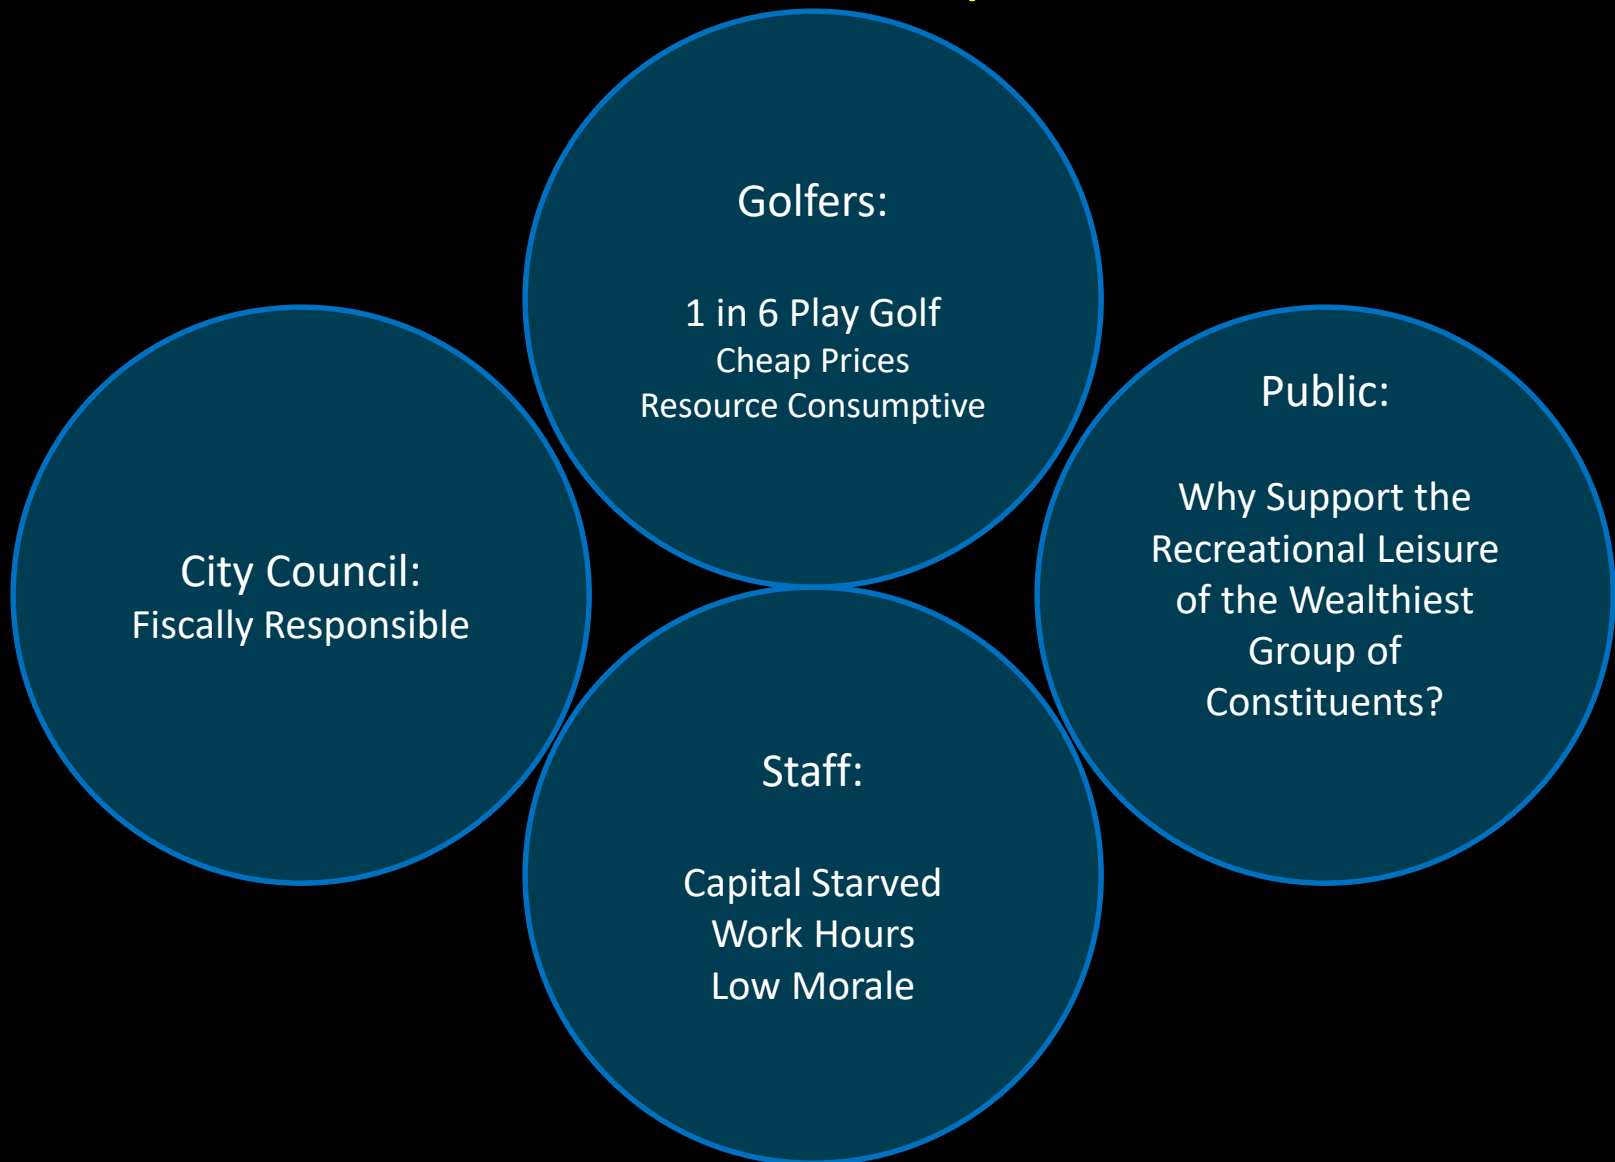 Golfers:
1 in 6 Play Golf
Cheap Prices
Resource Consumptive
City Council:
Fiscally Responsible
Public:
Why Support the
Recreational Leisure
of the Wealthiest
Group of
Constituents?
Staff:
Capital Starved
Work Hours
Low Morale